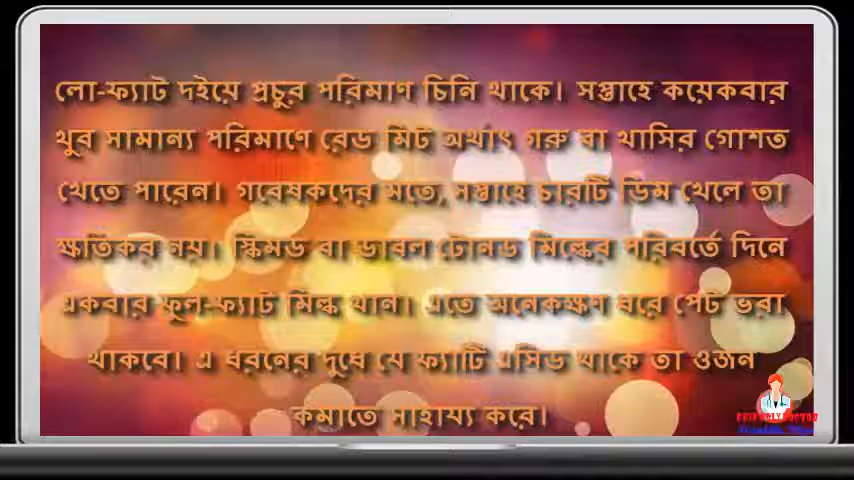 লো-ফ্যাট দইয়ে প্রচুর পরিমাণ চিনি থাকে। সপ্তাহে কয়েকবার
খুব সামান্য পরিমাণে রেড মিট অর্থাৎ গরু বা খাসির গোশত
খেতে পারেন। গবেষকদের মতে, সপ্তাহে চারটি ডিম খেলে তা
ক্ষতিকর নয়। স্কিমড বা ডাবল টোনড মিল্কের পরিবর্তে দিনে
একবার ফুল-ফ্যাট মিল্ক খান। এতে অনেকক্ষণ ধরে পেট ভরা
থাকবে। এ ধরনের দুধে যে ফ্যাটি এসিড থাকে তা ওজন
কমাতে সাহায্য করে।